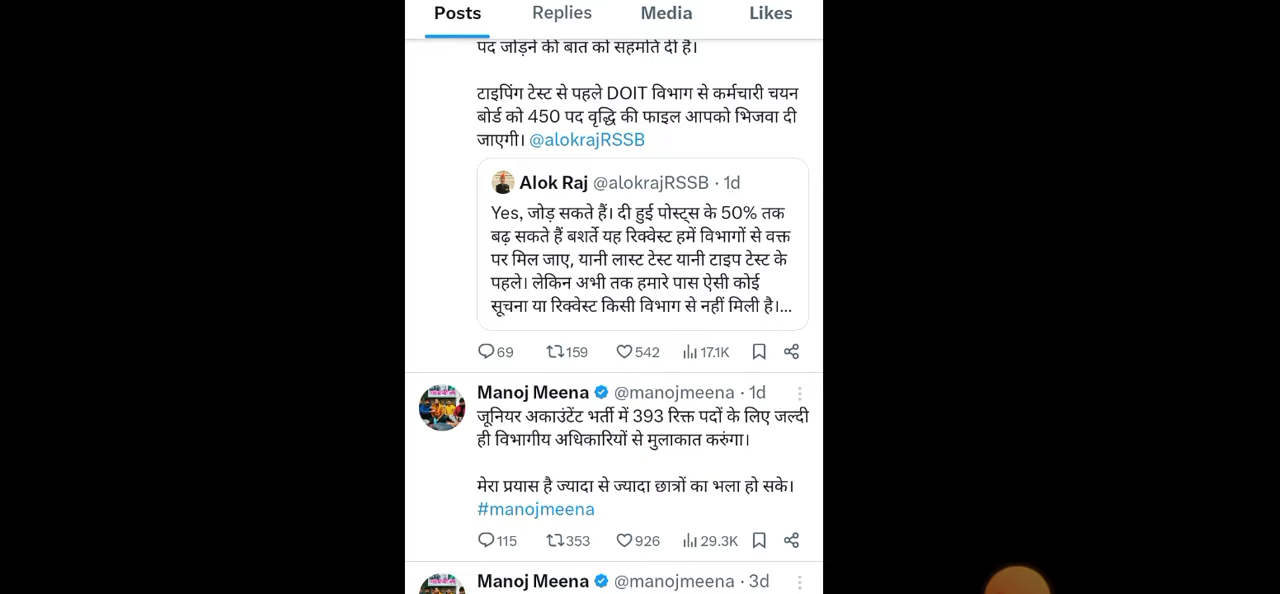 Posts Replies Media Likes
पद जोड़ने की बात को सहमति दी है।
टाइपिंग टेस्ट से पहले DOIT विभाग से कर्मचारी चयन
बोर्ड को 450 पद वृद्धि की फाइल आपको भिजवा दी
जाएगी। @alokrajRSSB
Alok Raj @alokrajRSSB · 1d
Yes, जोड़ सकते हैं। दी हुई पोस्ट्स के 50% तक
बढ़ सकते हैं बशर्ते यह रिक्वेस्ट हमें विभागों से वक्त
पर मिल जाए, यानी लास्ट टेस्ट यानी टाइप टेस्ट के
पहले। लेकिन अभी तक हमारे पास ऐसी कोई
सूचना या रिक्वेस्ट किसी विभाग से नहीं मिली है।...
69 159 542 17.1K
Manoj Meena @manojmeena · 1d
जूनियर अकाउंटेंट भर्ती में 393 रिक्त पदों के लिए जल्दी
ही विभागीय अधिकारियों से मुलाकात करुंगा।
मेरा प्रयास है ज्यादा से ज्यादा छात्रों का भला हो सके।
#manojmeena
115 353 926 29.3K
Manoj Meena @manojmeena · 3d